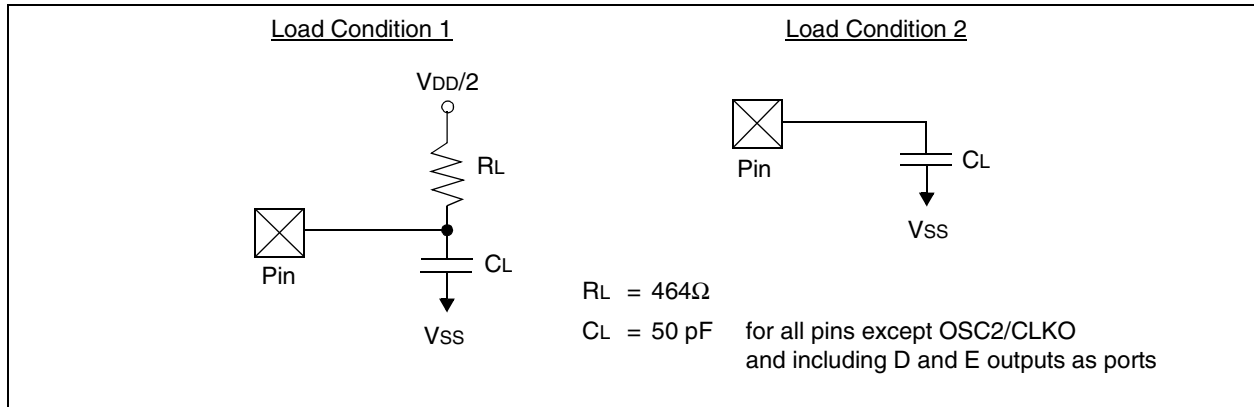 Load Condition 1
VDD/2
RL
Pin
CL
VSS
Load Condition 2
Pin
CL
VSS
RL = 464Ω
CL = 50 pF for all pins except OSC2/CLKO
and including D and E outputs as ports